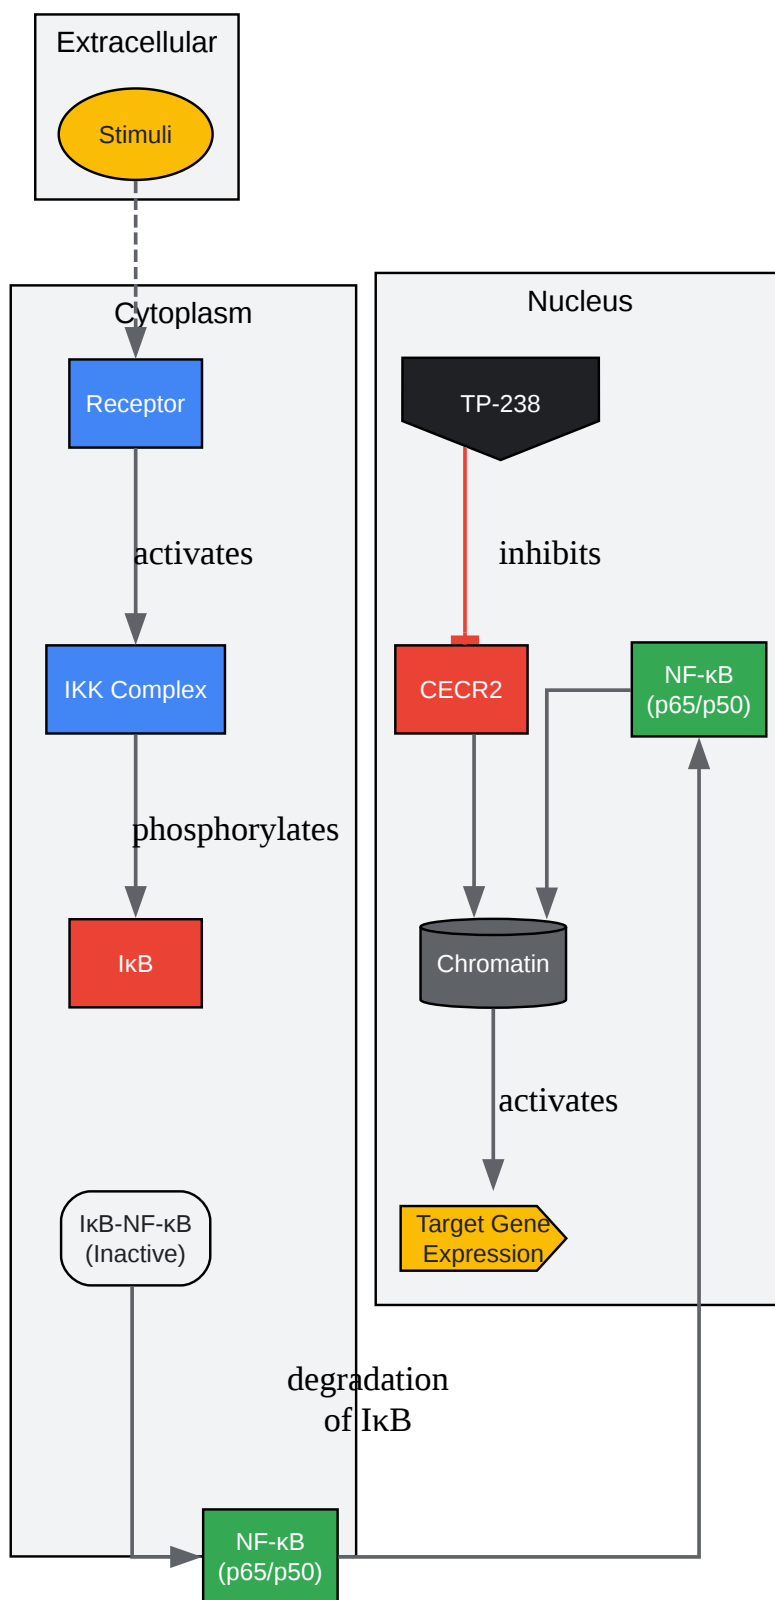 Extracellular
Stimuli
Cytoplasm
Receptor
activates
IKK Complex
phosphorylates
IκB
IκB-NF-κB
(Inactive)
degradation
of IκB
NF-κB
(p65/p50)
Nucleus
TP-238
inhibits
CECR2
NF-κB
(p65/p50)
Chromatin
activates
Target Gene
Expression